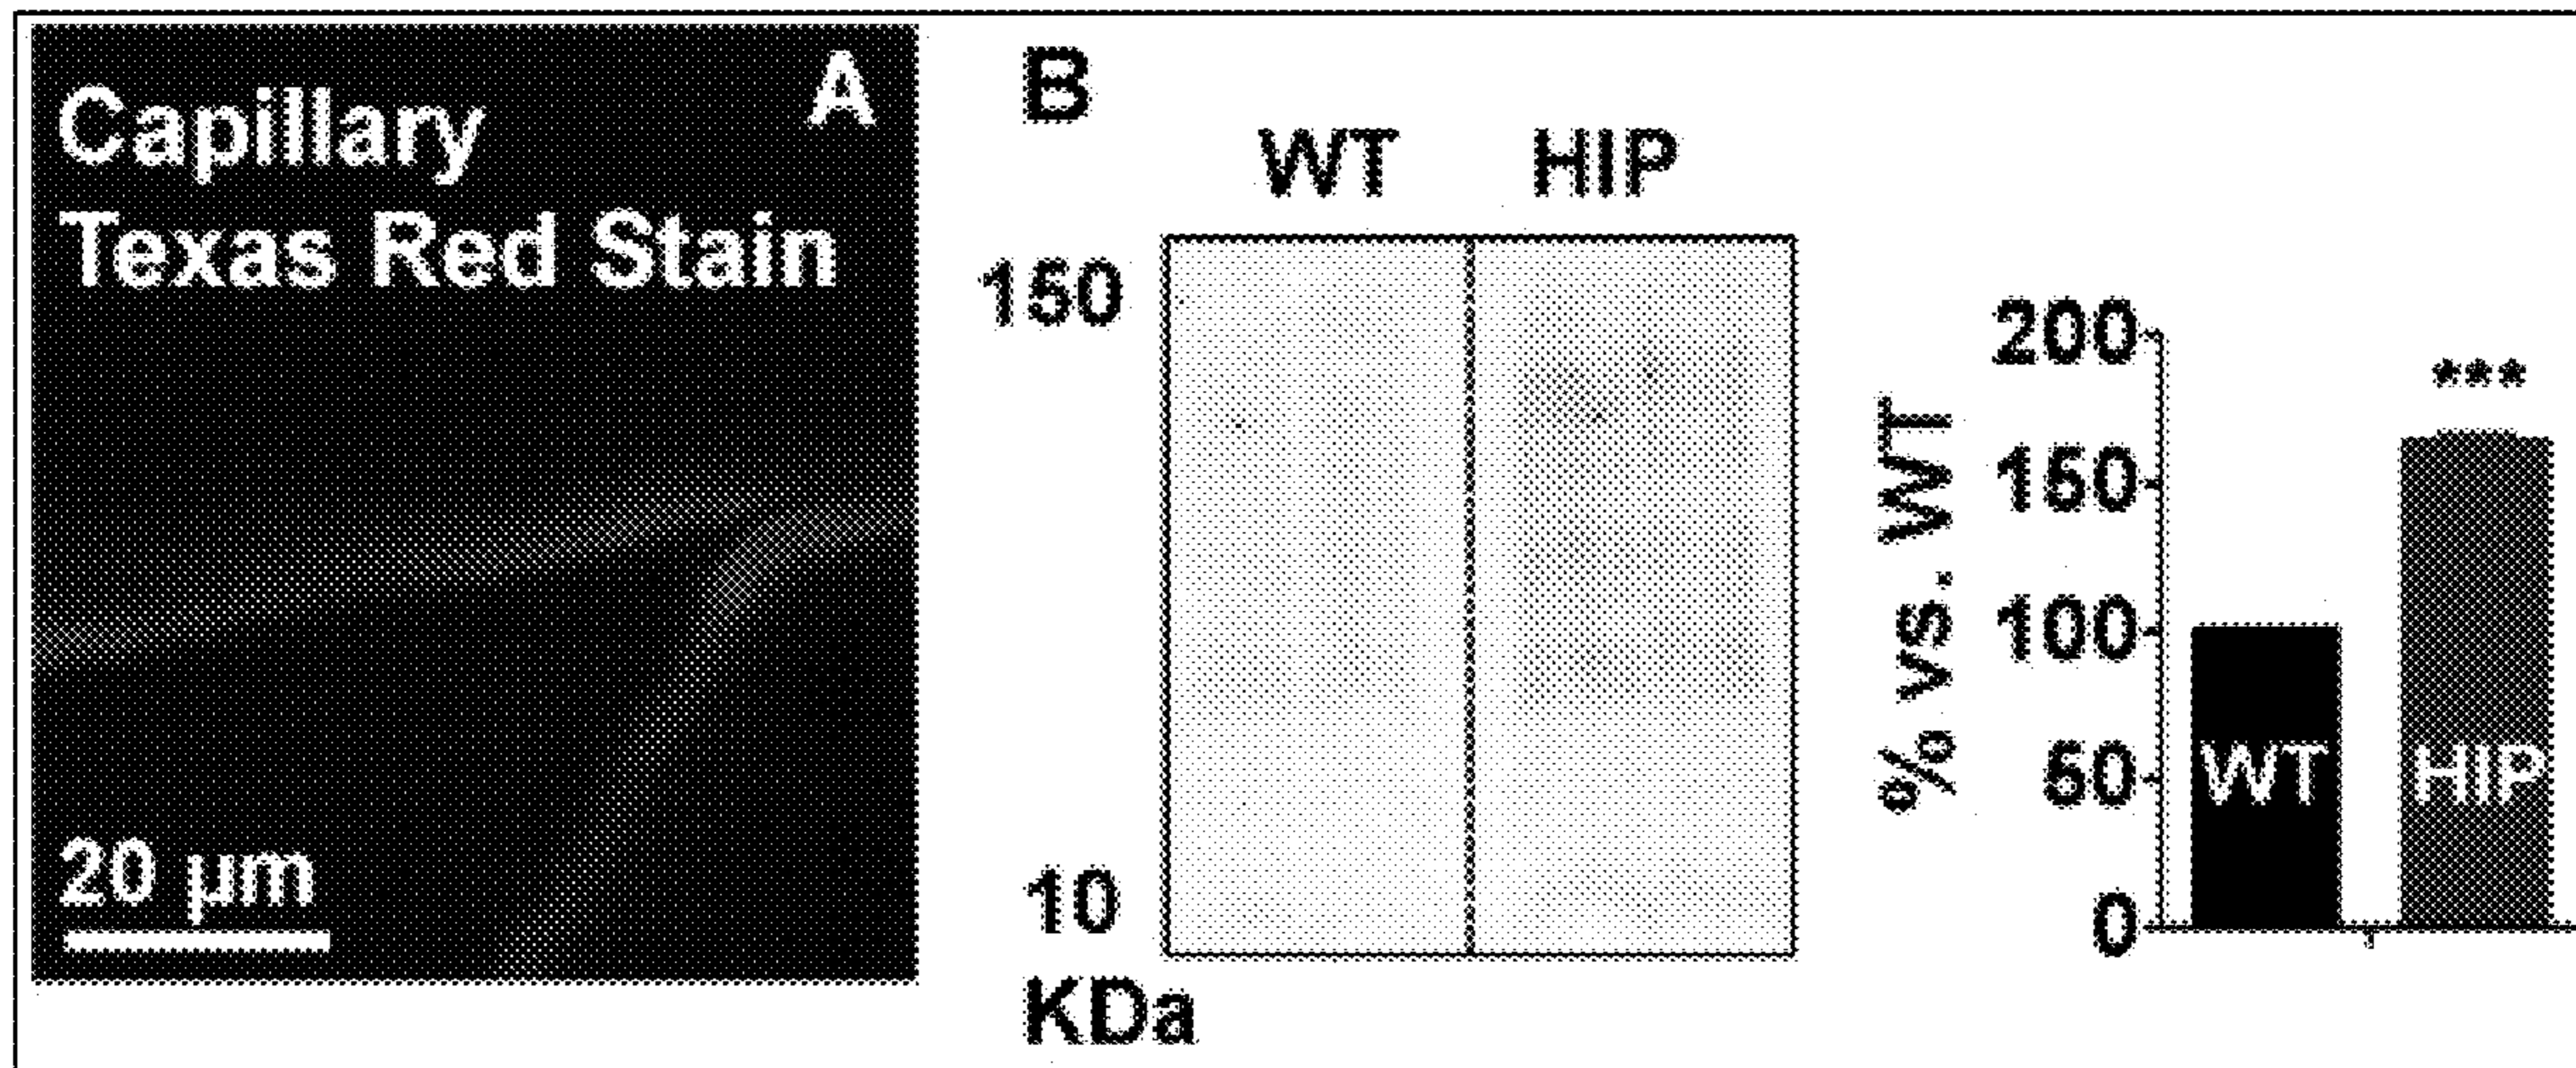 Capillary
Texas Red Stain
A
20 μm
B
WT HIP
150
10
KDa
% vs. WT
200
150
100
50
0
***
WT
HIP